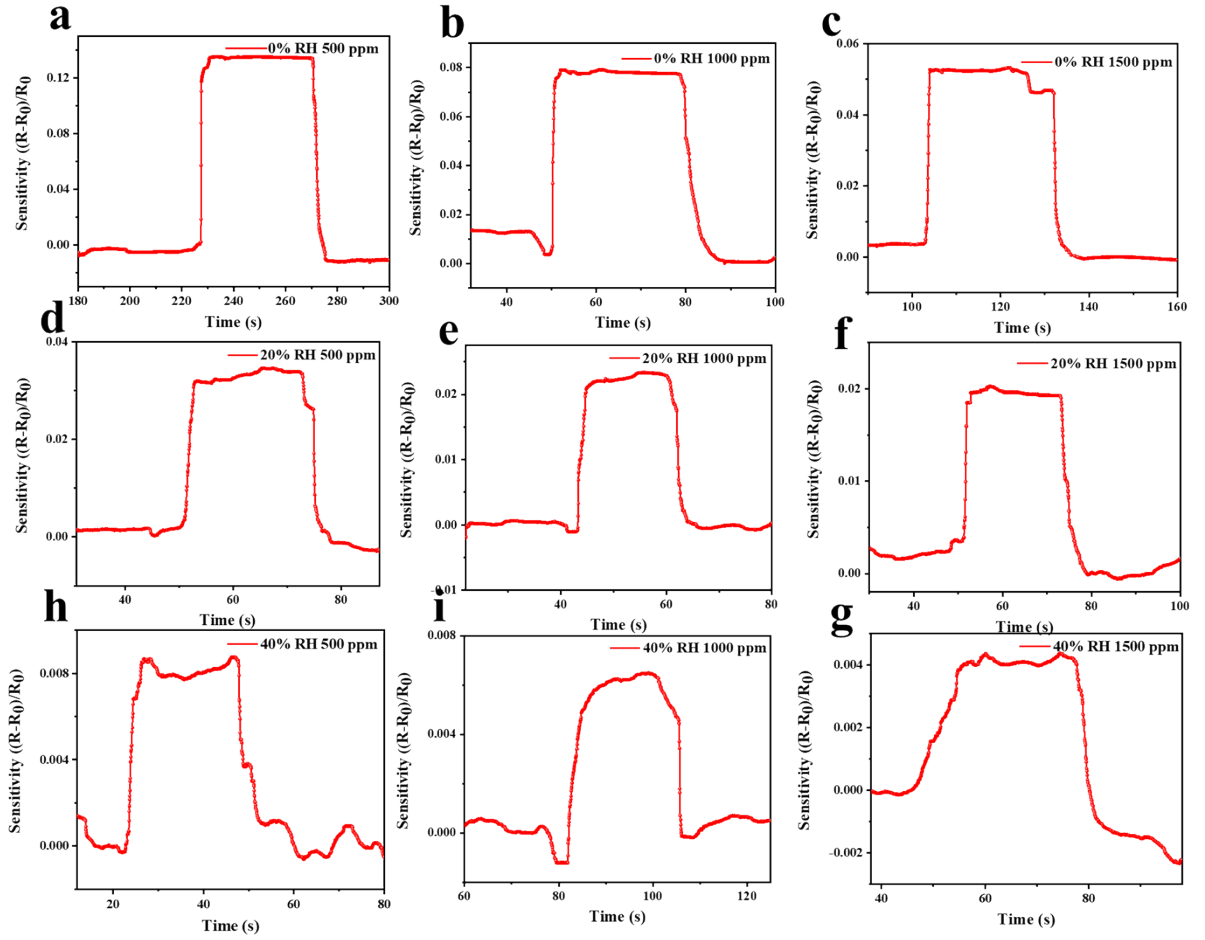 a
0% RH 500 ppm
Sensitivity ((R-R0)/R0
0.12
0.08
0.04
0.00
180 200 220 240 260 280 300
Time (s)
b
0% RH 1000 ppm
Sensitivity ((R-R0)/R0
0.08
0.06
0.04
0.02
0.00
40 60 80 100
Time (s)
c
0% RH 1500 ppm
Sensitivity ((R-R0)/R0
0.06
0.04
0.02
0.00
100 120 140 160
Time (s)
d
20% RH 500 ppm
Sensitivity ((R-R0)/R0
0.04
0.02
0.00
40 60 80
Time (s)
e
20% RH 1000 ppm
Sensitivity ((R-R0)/R0)
0.02
0.01
0.00
-0.01
40 60 80
Time (s)
f
20% RH 1500 ppm
Sensitivity ((R-R0)/R0)
0.02
0.01
0.00
40 60 80 100
Time (s)
h
40% RH 500 ppm
Sensitivity ((R-R0)/R0)
0.008
0.004
0.000
20 40 60 80
Time (s)
i
40% RH 1000 ppm
Sensitivity ((R-R0)/R0)
0.008
0.006
0.004
0.002
0.000
60 80 100 120
Time (s)
g
40% RH 1500 ppm
Sensitivity ((R-R0)/R0)
0.004
0.002
0.000
-0.002
40 60 80
Time (s)